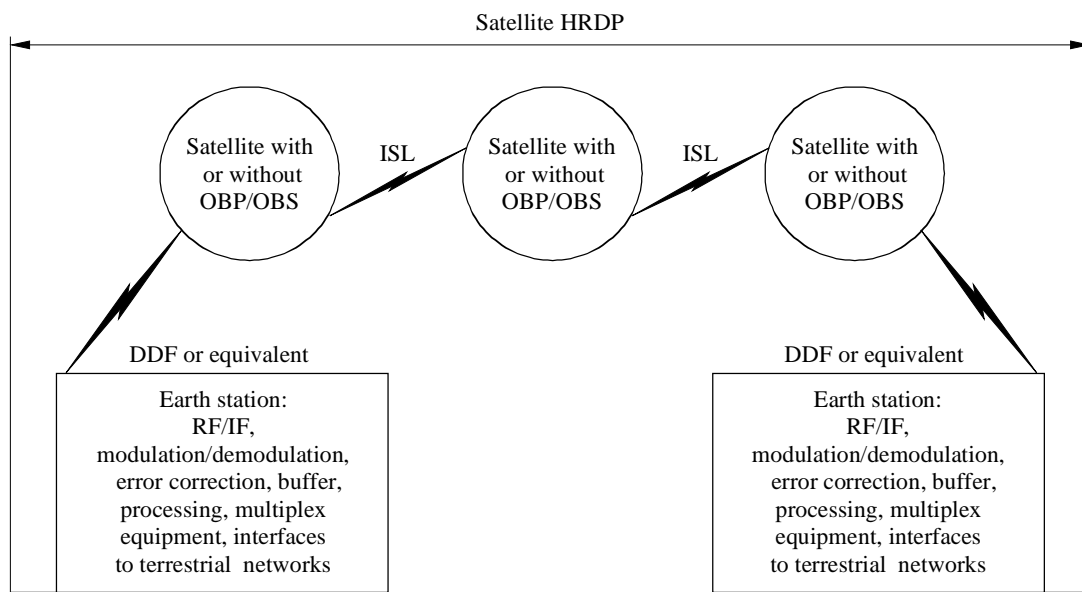 Satellite HRDP
Satellite with
or without
OBP/OBS
ISL
Satellite with
or without
OBP/OBS
ISL
Satellite with
or without
OBP/OBS
DDF or equivalent
Earth station:
RF/IF,
modulation/demodulation,
error correction, buffer,
processing, multiplex
equipment, interfaces
to terrestrial networks
DDF or equivalent
Earth station:
RF/IF,
modulation/demodulation,
error correction, buffer,
processing, multiplex
equipment, interfaces
to terrestrial networks